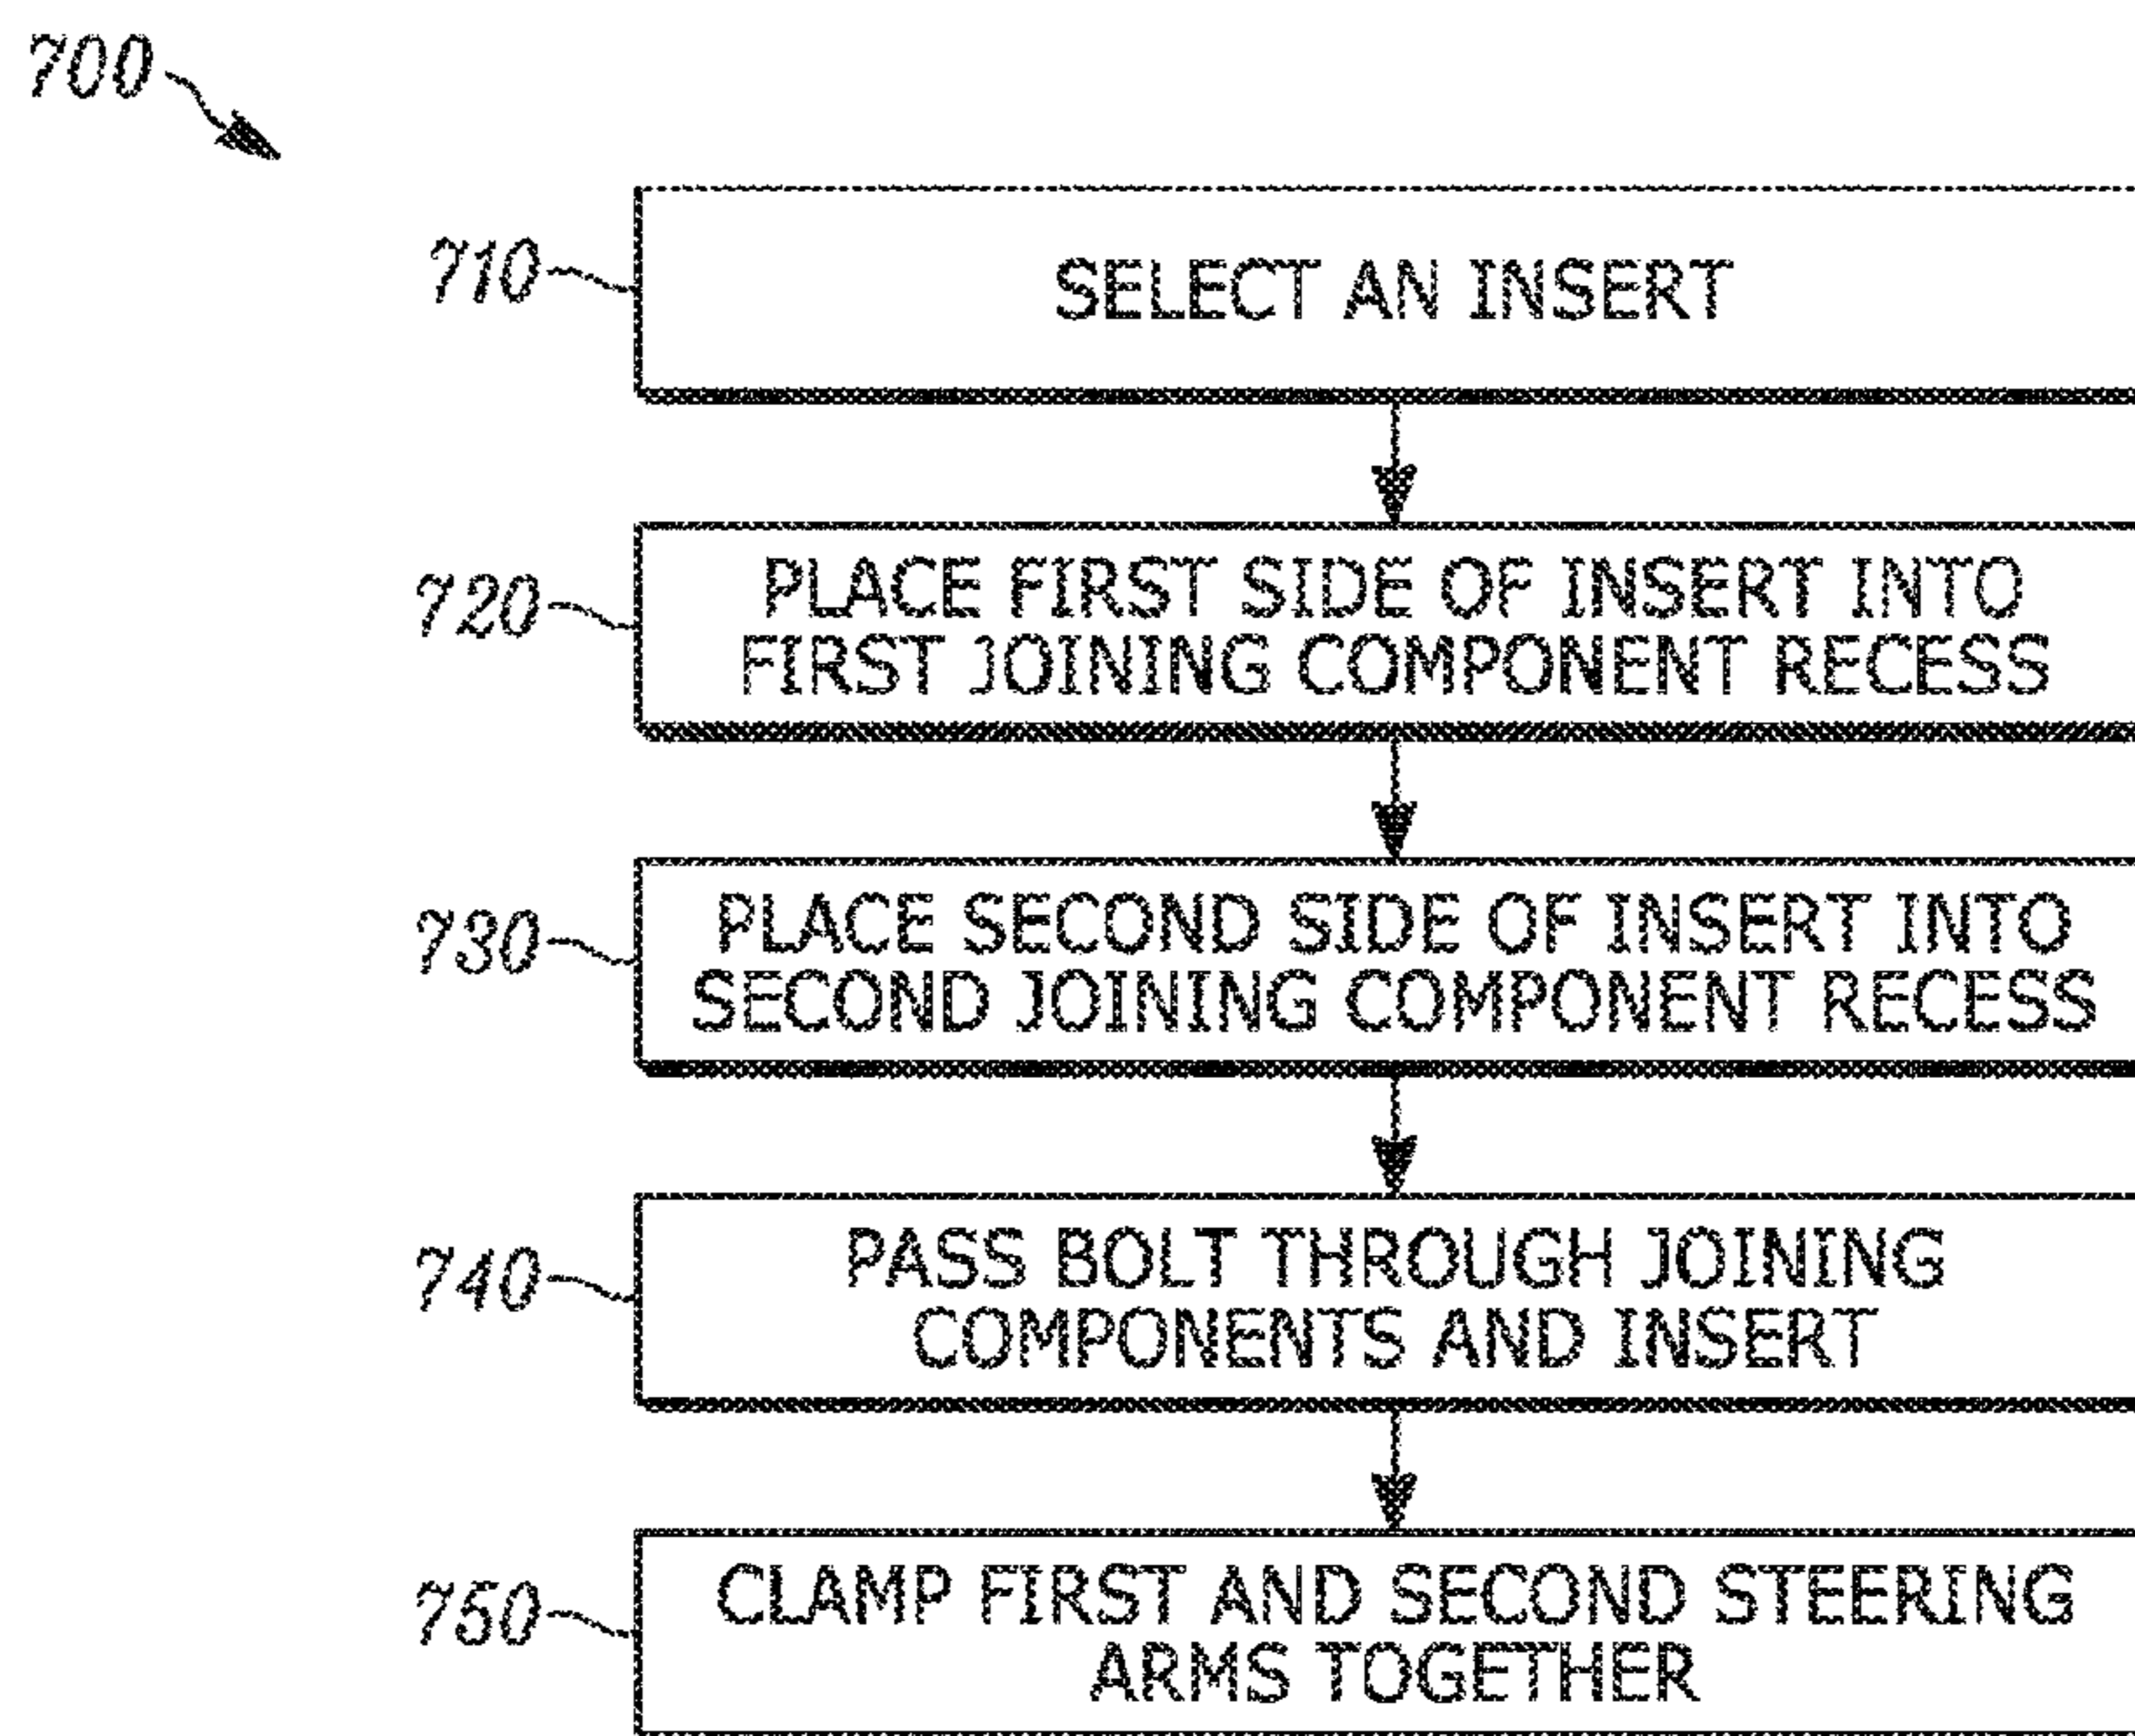 700
710
SELECT AN INSERT
720
PLACE FIRST SIDE OF INSERT INTO
FIRST JOINING COMPONENT RECESS
730
PLACE SECOND SIDE OF INSERT INTO
SECOND JOINING COMPONENT RECESS
740
PASS BOLT THROUGH JOINING
COMPONENTS AND INSERT
750
CLAMP FIRST AND SECOND STEERING
ARMS TOGETHER